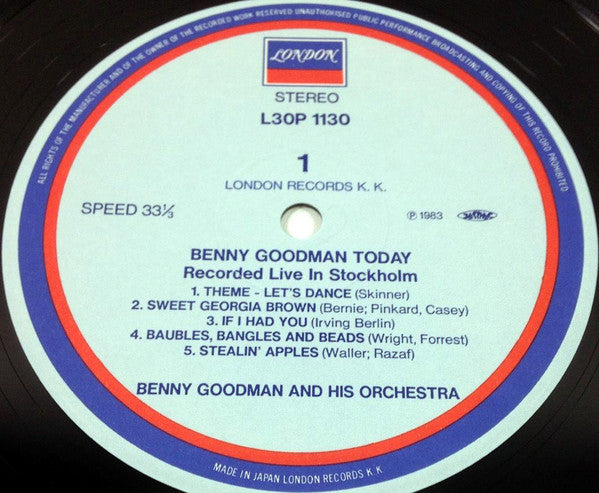 ALL RIGHTS OF THE MANUFACTURER AND OF THE OWNER OF THE RECORDED WORK RESERVED UNAUTHORISED PUBLIC PERFORMANCE BROADCASTING AND COPYING OF THIS RECORD PROHIBITED
LONDON
STEREO
L30P 1130
1
LONDON RECORDS K. K.
SPEED 33⅓
℗ 1983
BENNY GOODMAN TODAY
Recorded Live In Stockholm
1. THEME - LET'S DANCE (Skinner)
2. SWEET GEORGIA BROWN (Bernie; Pinkard, Casey)
3. IF I HAD YOU (Irving Berlin)
4. BAUBLES, BANGLES AND BEADS (Wright, Forrest)
5. STEALIN' APPLES (Waller; Razaf)
BENNY GOODMAN AND HIS ORCHESTRA
MADE IN JAPAN LONDON RECORDS K. K